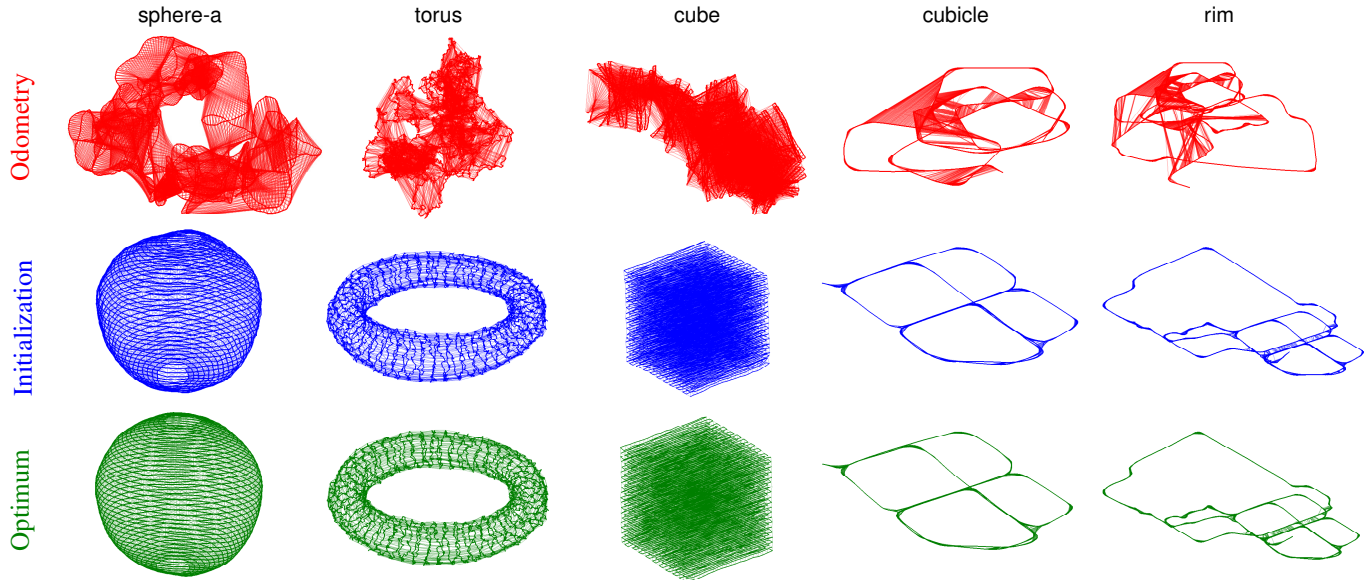 sphere-a torus cube cubicle rim
Odometry
Initialization
Optimum